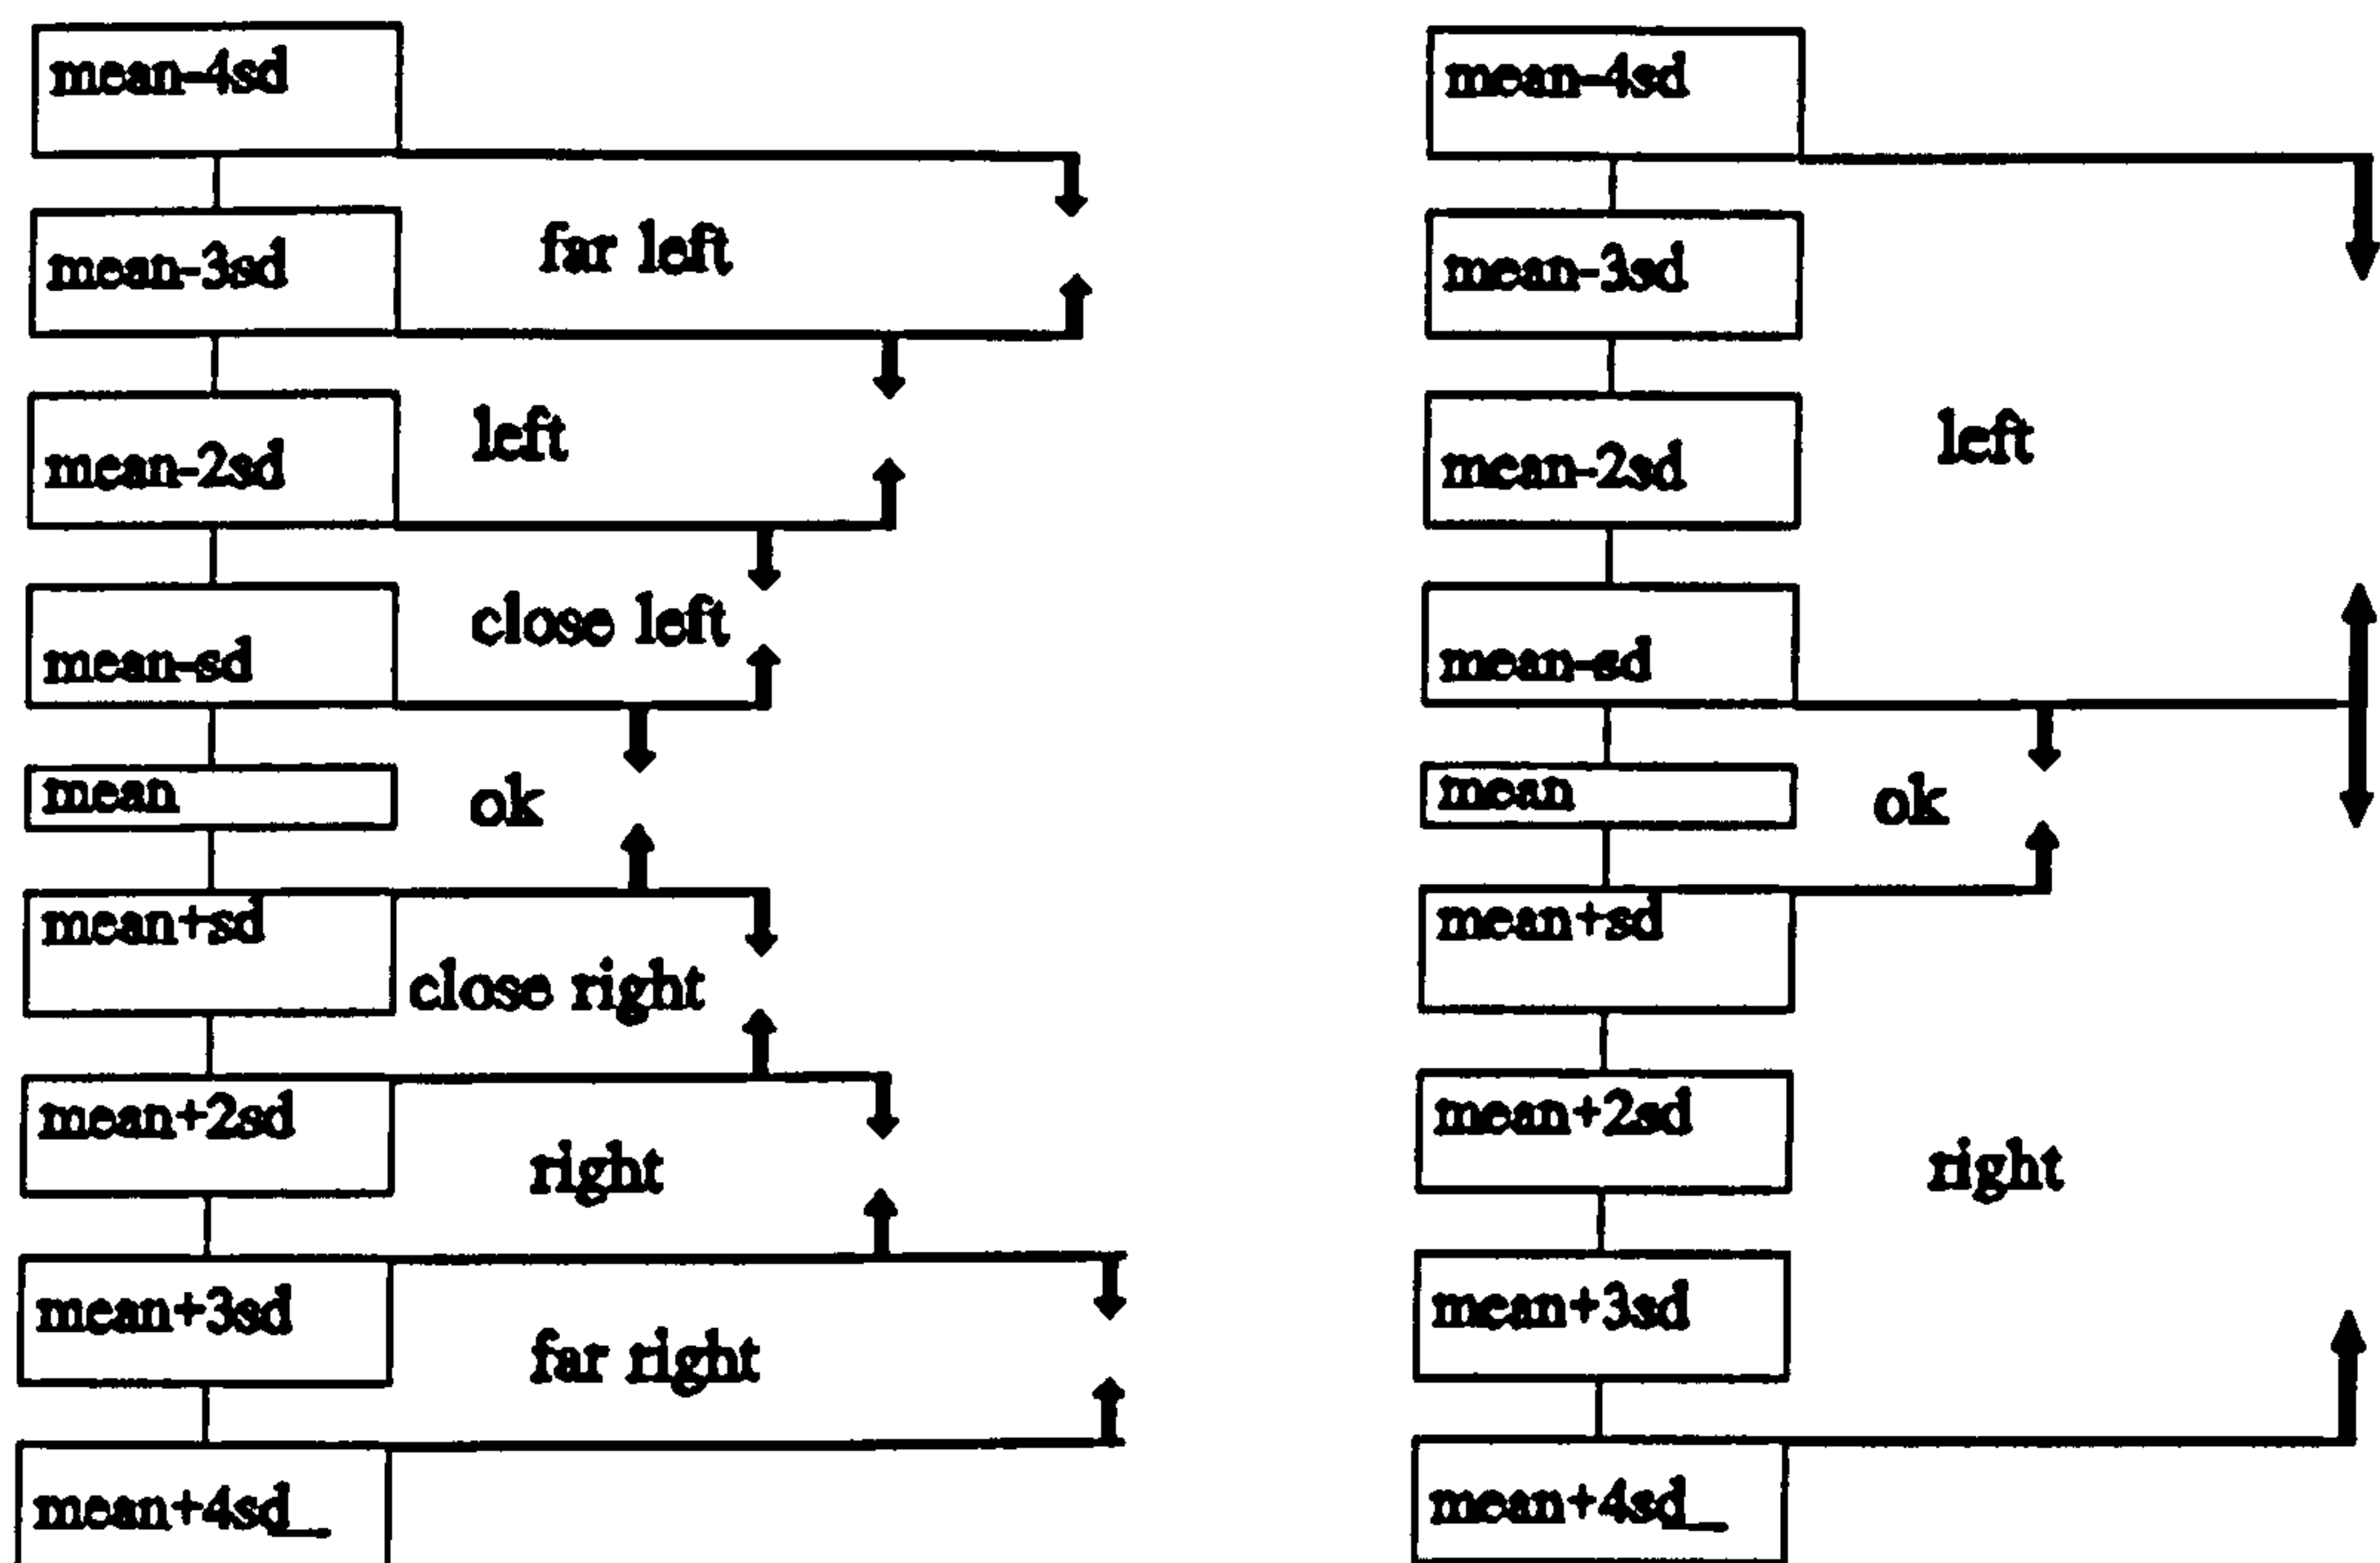 mean-4sd
mean-3sd
far left
mean-2sd
left
mean-sd
close left
mean
ok
mean+sd
close right
mean+2sd
right
mean+3sd
far right
mean+4sd_
mean-4sd
mean-3sd
mean-2sd
left
mean-sd
mean
ok
mean+sd
mean+2sd
right
mean+3sd
mean+4sd_